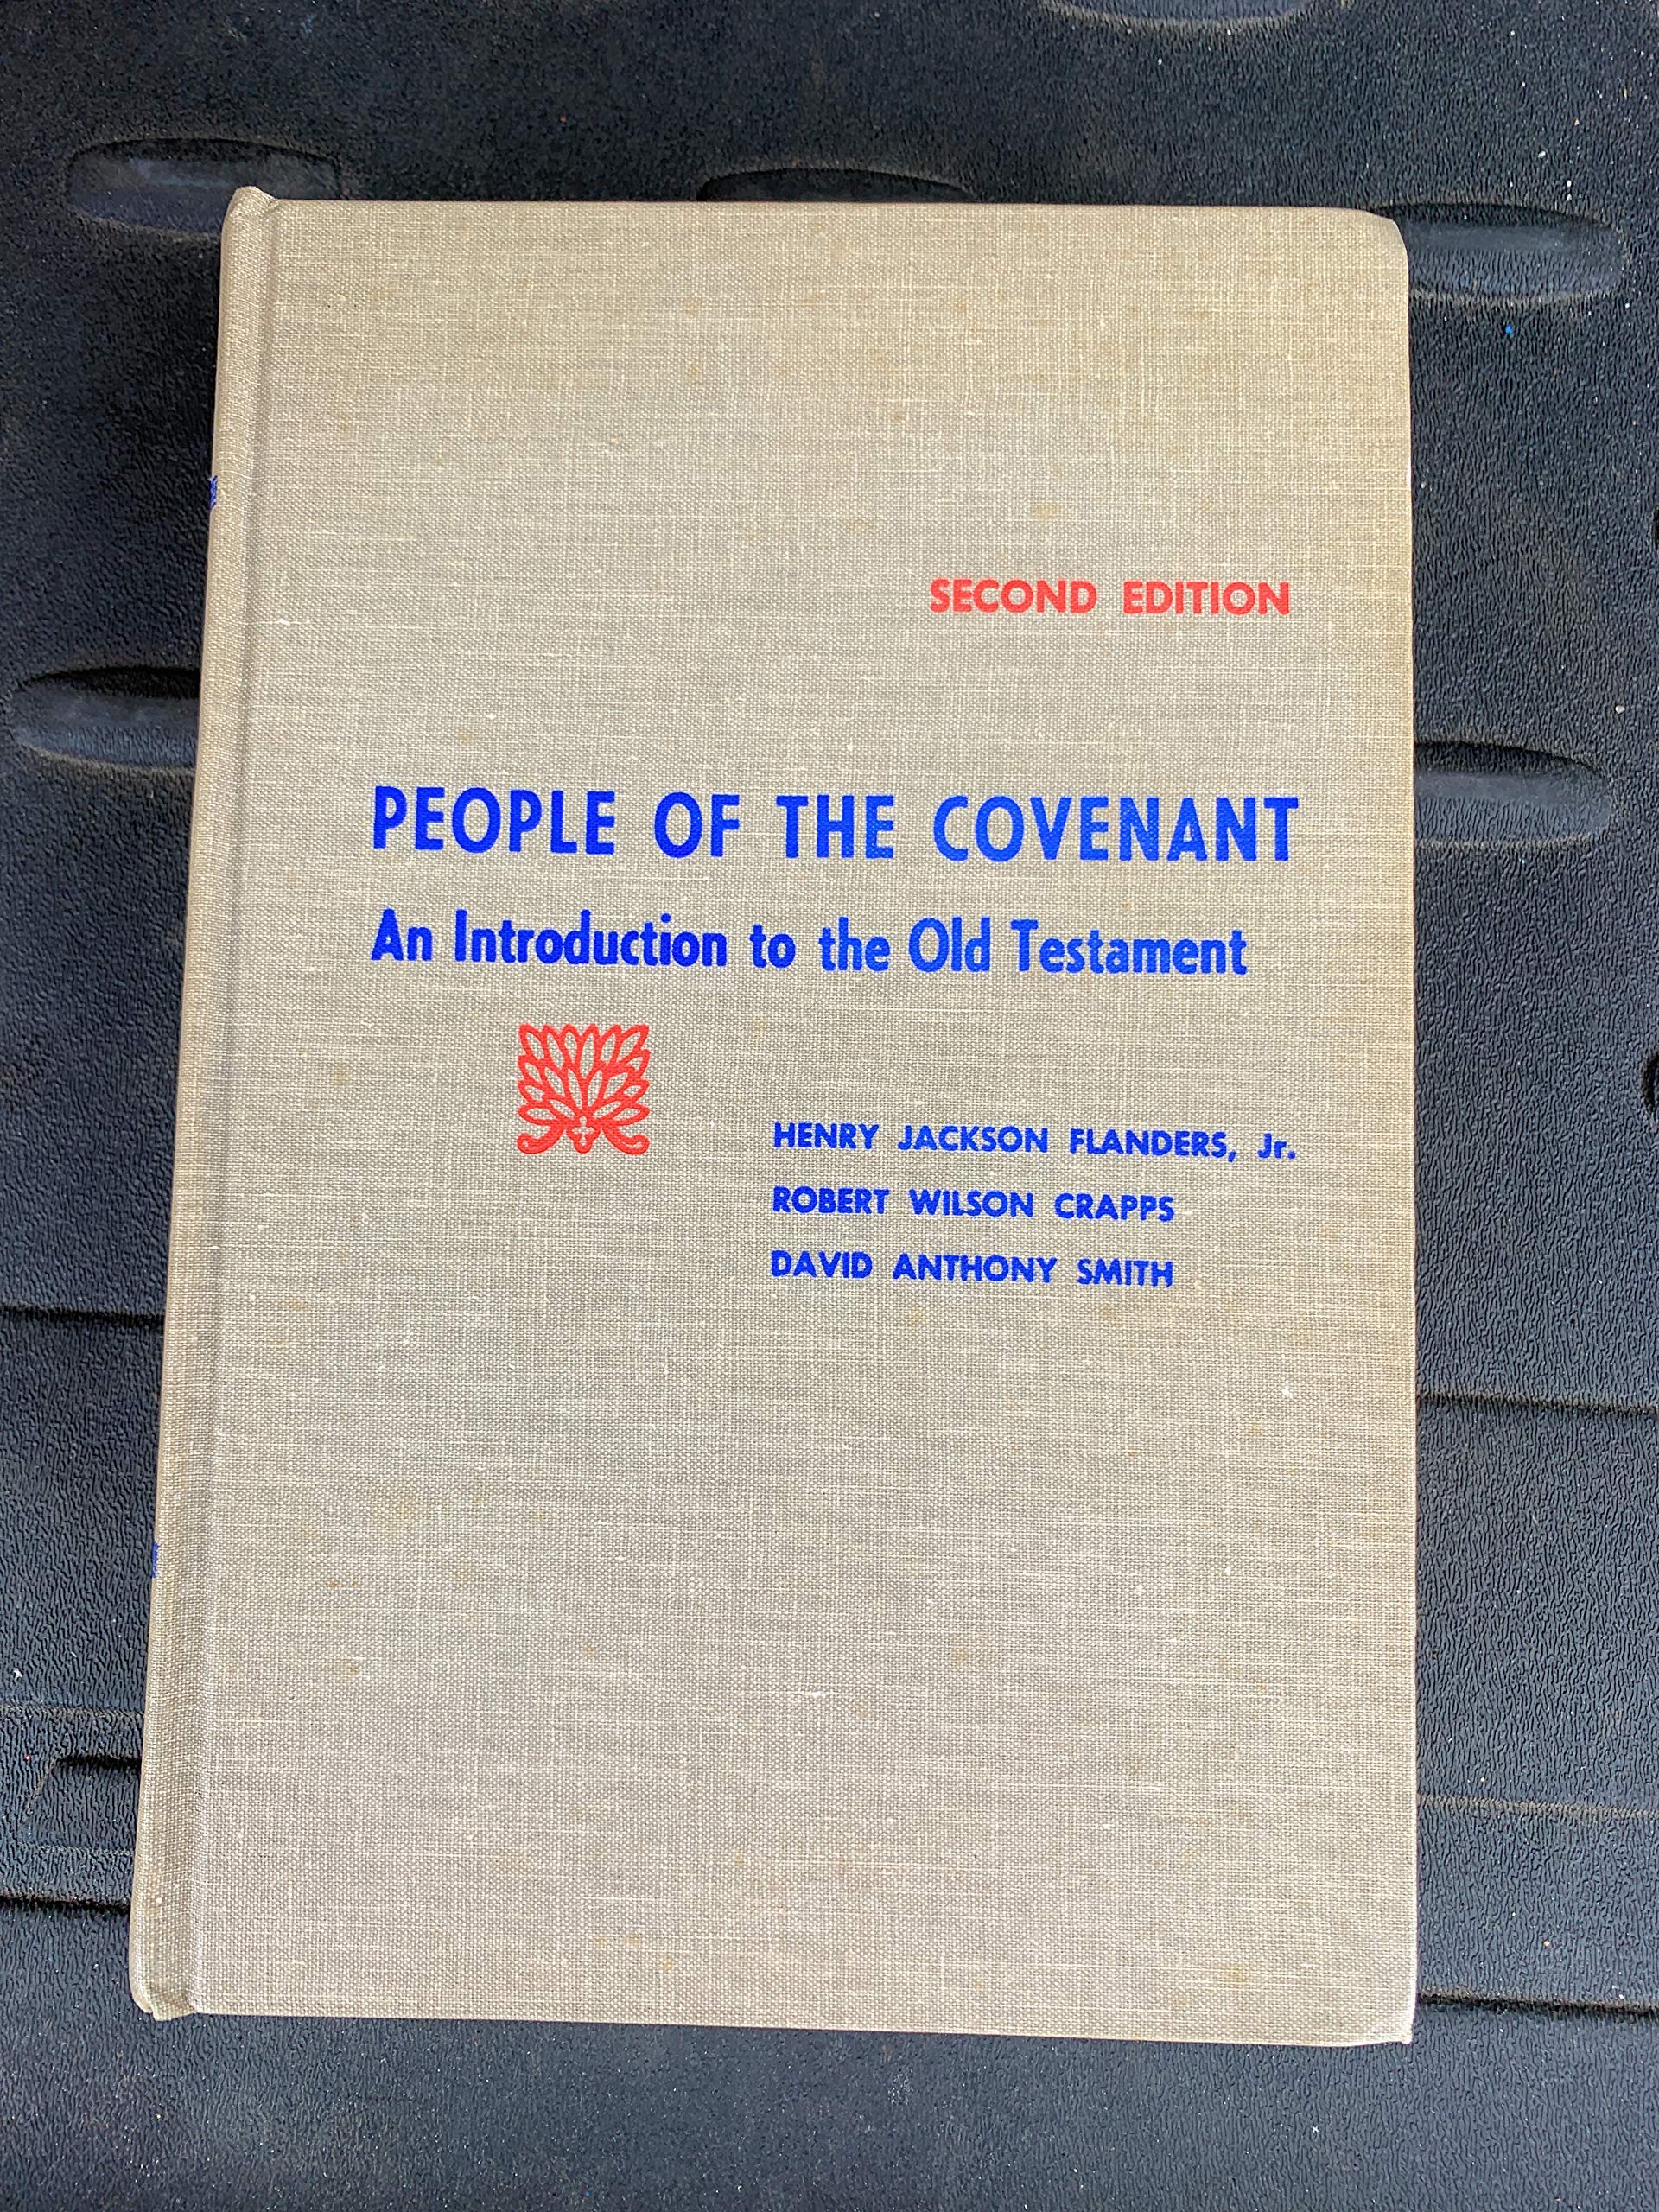 SECOND EDITION
PEOPLE OF THE COVENANT
An Introduction to the Old Testament
HENRY JACKSON FLANDERS, Jr.
ROBERT WILSON CRAPPS
DAVID ANTHONY SMITH